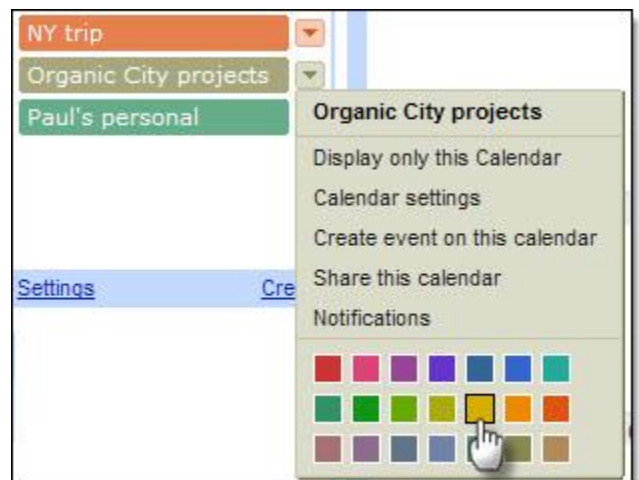 NY trip
Organic City projects
Paul's personal
Organic City projects
Display only this Calendar
Calendar settings
Create event on this calendar
Share this calendar
Notifications
Settings
Cre